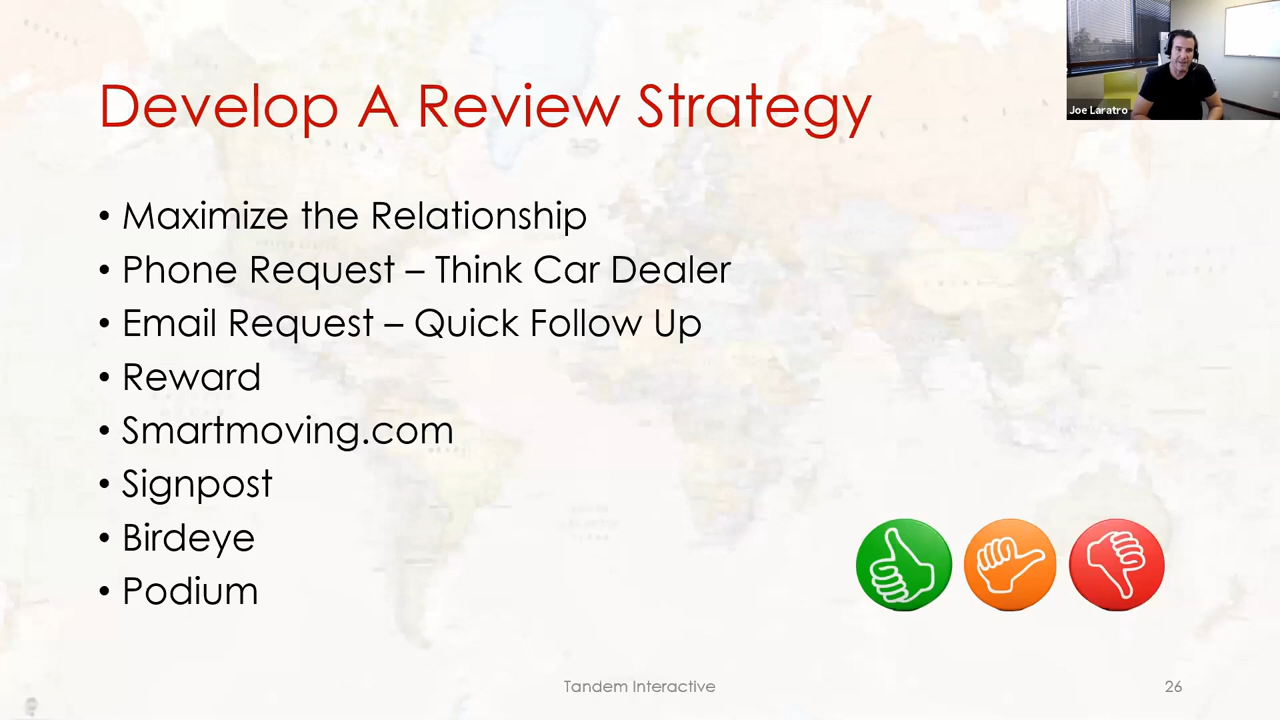 Develop A Review Strategy
Joe Laratro
• Maximize the Relationship
• Phone Request – Think Car Dealer
• Email Request – Quick Follow Up
• Reward
• Smartmoving.com
• Signpost
• Birdeye
• Podium
Tandem Interactive
26